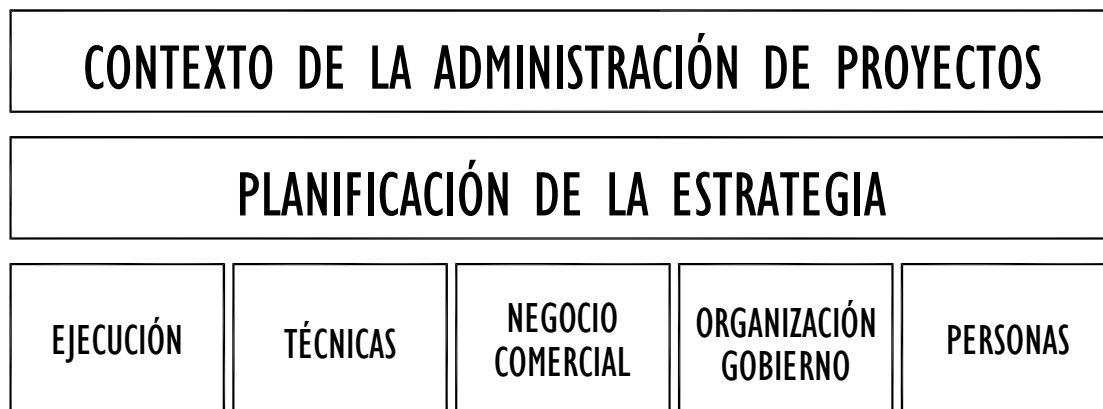 CONTEXTO DE LA ADMINISTRACIÓN DE PROYECTOS
PLANIFICACIÓN DE LA ESTRATEGIA
EJECUCIÓN
TÉCNICAS
NEGOCIO
COMERCIAL
ORGANIZACIÓN
GOBIERNO
PERSONAS